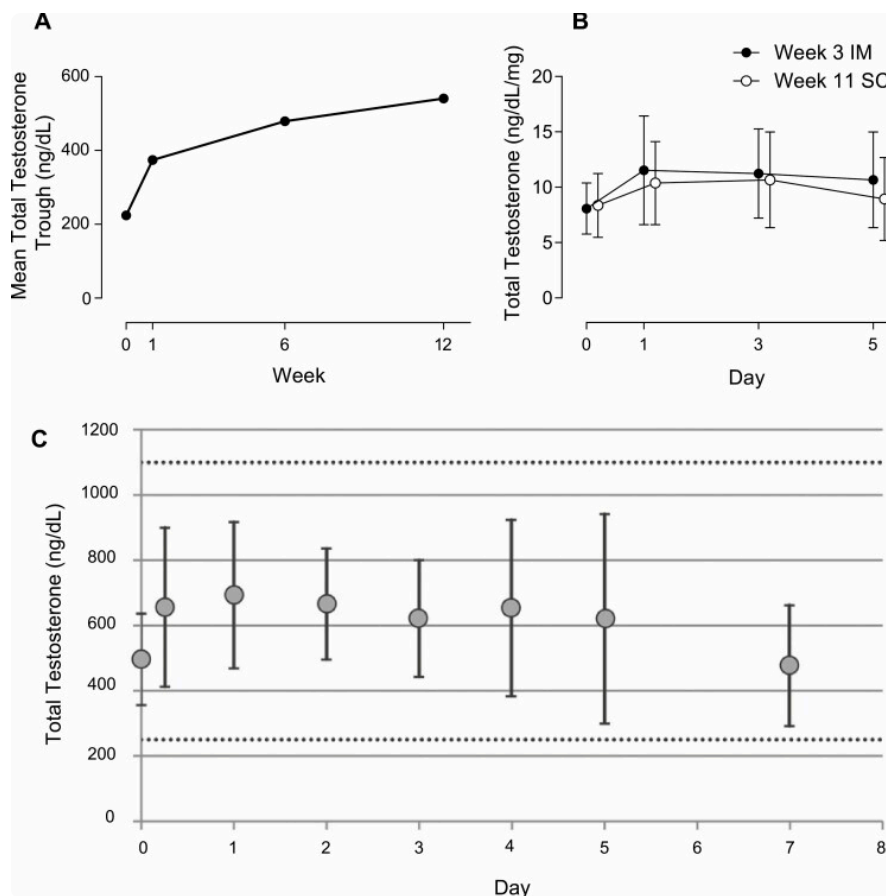 A
Mean Total Testosterone
Trough (ng/dL)
600
400
200
0
0 1 6 12
Week
B
Week 3 IM
Week 11 SC
Total Testosterone (ng/dL/mg)
20
15
10
5
0
0 1 3 5
Day
C
Total Testosterone (ng/dL)
1200
1000
800
600
400
200
0
0 1 2 3 4 5 6 7 8
Day